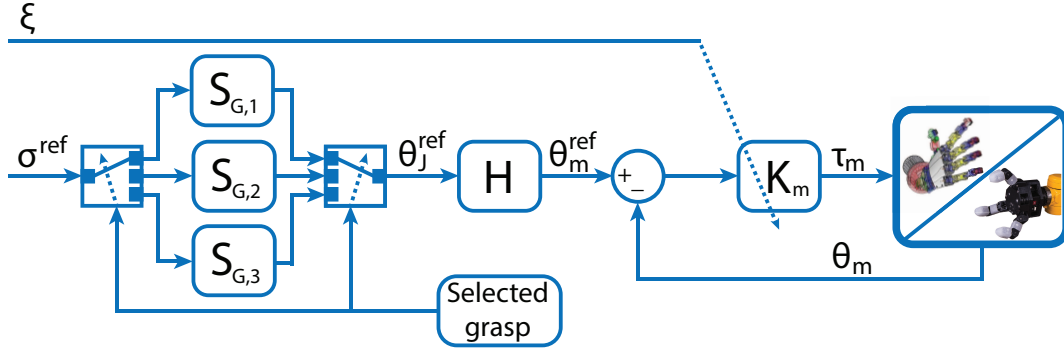 ξ
S_G,1
σ^ref
S_G,2
θ_J^ref
H
θ_m^ref
+
−
K_m
τ_m
S_G,3
θ_m
Selected
grasp